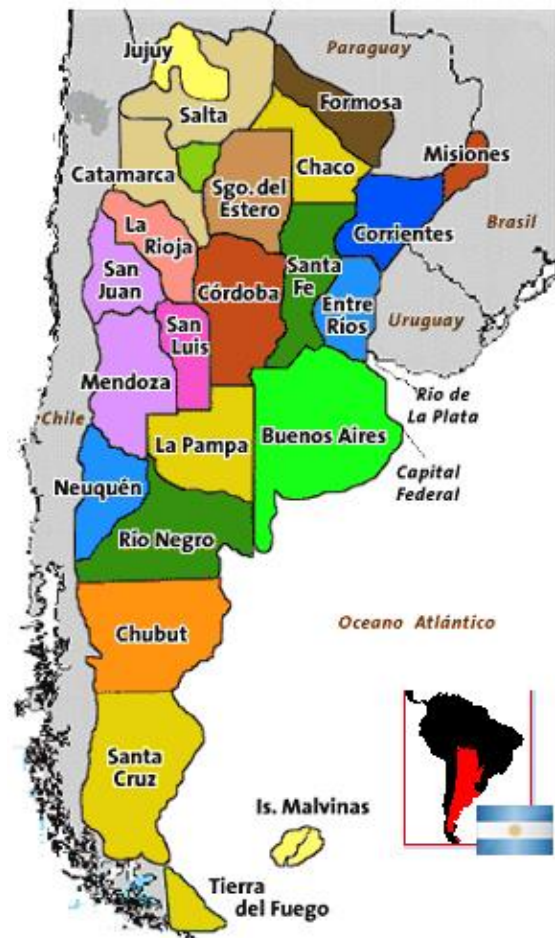 Jujúy
Paraguay
Salta
Formosa
Misiones
Catamarca
Chaco
Sgo. del
Estero
La
Rioja
Corrientes
Brasil
San
Juan
Santa
Fe
Córdoba
Entre
Ríos
Uruguay
San
Luis
Mendoza
Río de
La Plata
Chile
La Pampa
Buenos Aires
Capital
Federal
Neuquén
Río Negro
Chubut
Oceano Atlántico
Santa
Cruz
Is. Malvinas
Tierra
del Fuego